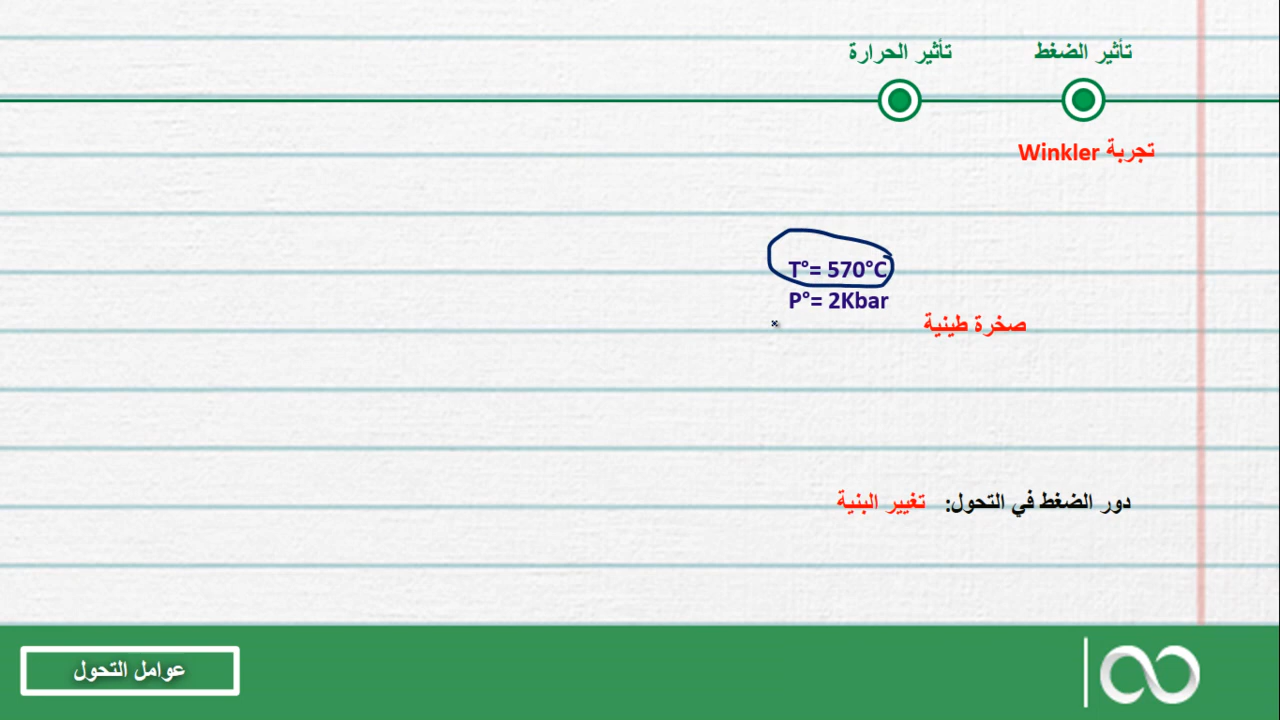 تأثير الضغط
تأثير الحرارة
تجربة Winkler
T°= 570°C
P°= 2Kbar
صخرة طينية
دور الضغط في التحول: تغيير البنية
عوامل التحول